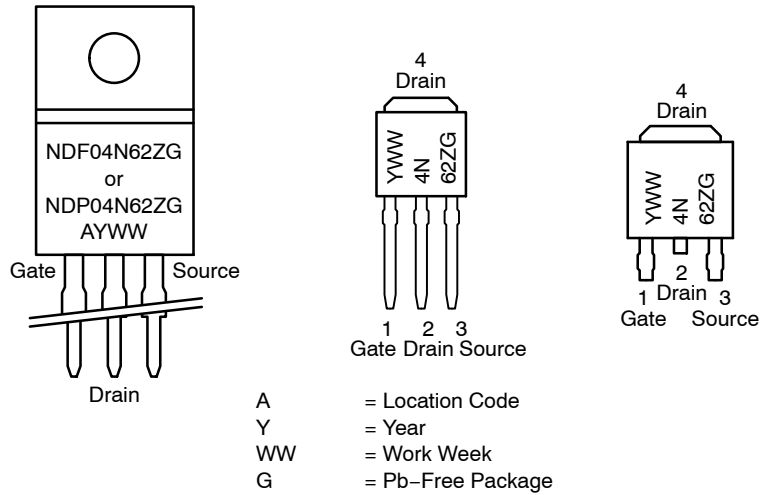 NDF04N62ZG
or
NDP04N62ZG
AYWW
Gate
Source
Drain
4
Drain
YWW
4N
62ZG
1 2 3
Gate Drain Source
4
Drain
YWW
4N
62ZG
2
1 Drain 3
Gate Source
A = Location Code
Y = Year
WW = Work Week
G = Pb−Free Package